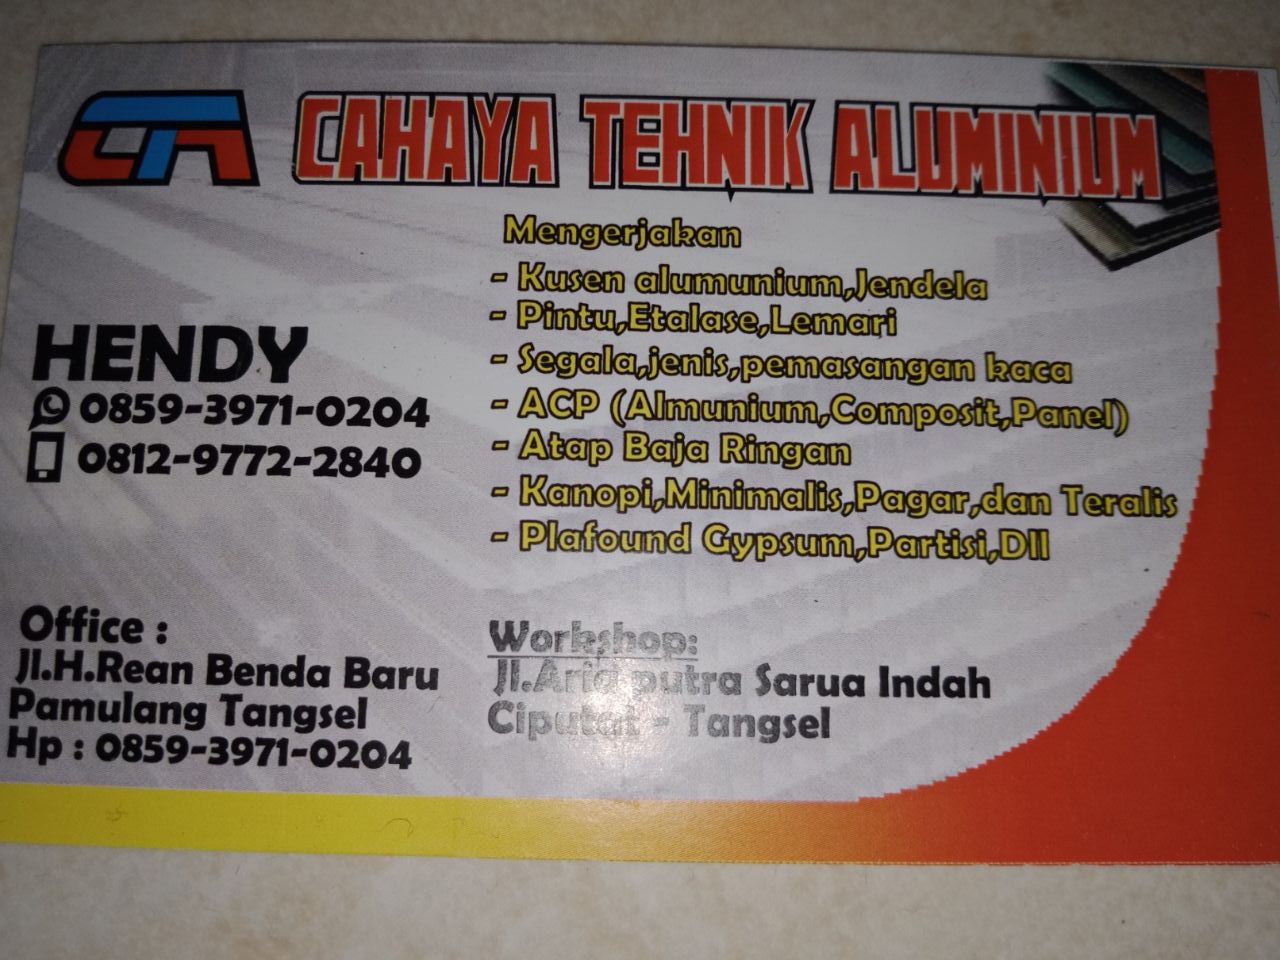 CTA CAHAYA TEHNIK ALUMINIUM
Mengerjakan
- Kusen alumunium,Jendela
- Pintu,Etalase,Lemari
- Segala,jenis,pemasangan kaca
- ACP (Almunium,Composit,Panel)
- Atap Baja Ringan
- Kanopi,Minimalis,Pagar,dan Teralis
- Plafound Gypsum,Partisi,Dll
HENDY
0859-3971-0204
0812-9772-2840
Office :
Jl.H.Rean Benda Baru
Pamulang Tangsel
Hp : 0859-3971-0204
Workshop:
Jl.Aria putra Sarua Indah
Ciputat - Tangsel